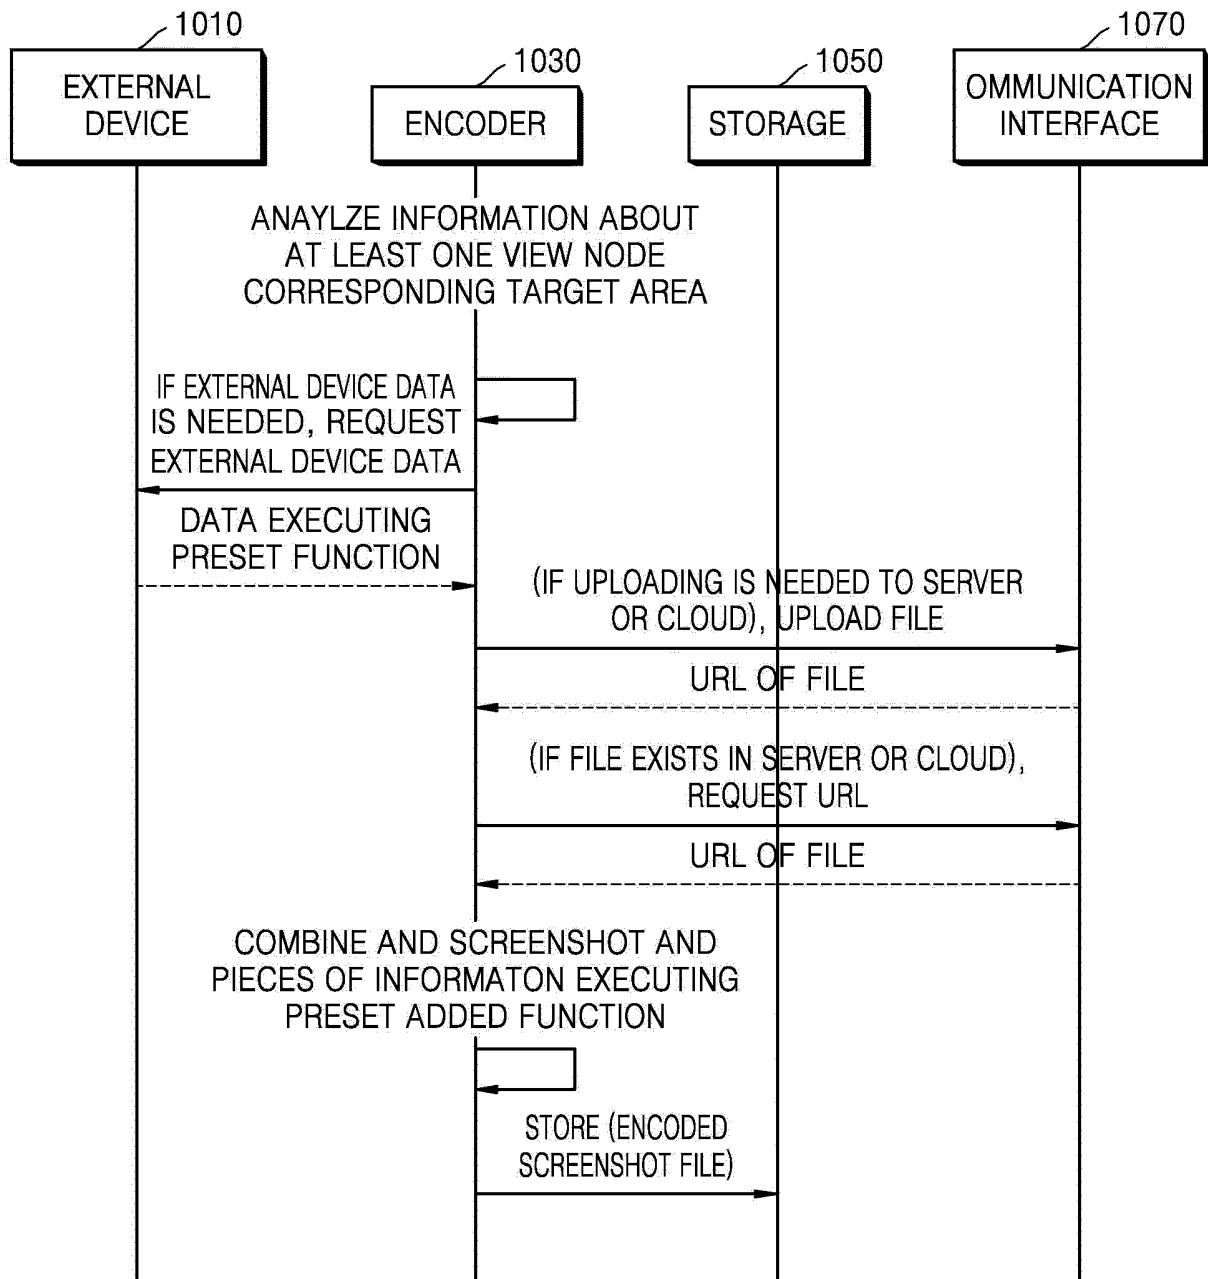 1010
EXTERNAL
DEVICE
1030
ENCODER
1050
STORAGE
1070
OMMUNICATION
INTERFACE
ANAYLZE INFORMATION ABOUT
AT LEAST ONE VIEW NODE
CORRESPONDING TARGET AREA
IF EXTERNAL DEVICE DATA
IS NEEDED, REQUEST
EXTERNAL DEVICE DATA
DATA EXECUTING
PRESET FUNCTION
(IF UPLOADING IS NEEDED TO SERVER
OR CLOUD), UPLOAD FILE
URL OF FILE
(IF FILE EXISTS IN SERVER OR CLOUD),
REQUEST URL
URL OF FILE
COMBINE AND SCREENSHOT AND
PIECES OF INFORMATON EXECUTING
PRESET ADDED FUNCTION
STORE (ENCODED
SCREENSHOT FILE)